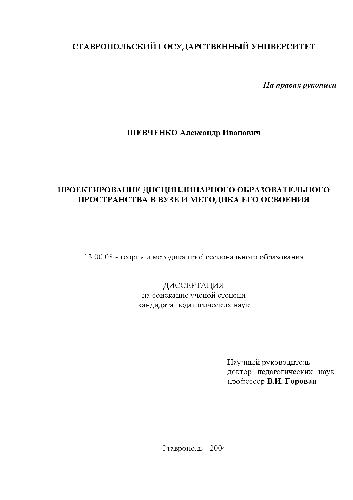 СТАВРОПОЛЬСКИЙ ГОСУДАРСТВЕННЫЙ УНИВЕРСИТЕТ
На правах рукописи
ШЕВЧЕНКО Александр Иванович
ПРОЕКТИРОВАНИЕ ДИСЦИПЛИНАРНОГО ОБРАЗОВАТЕЛЬНОГО
ПРОСТРАНСТВА В ВУЗЕ И МЕТОДИКА ЕГО ОСВОЕНИЯ
13.00.08 - теория и методика профессионального образования
ДИССЕРТАЦИЯ
на соискание ученой степени
кандидата педагогических наук
Научный руководитель
доктор педагогических наук
профессор В.И. Горовая
Ставрополь